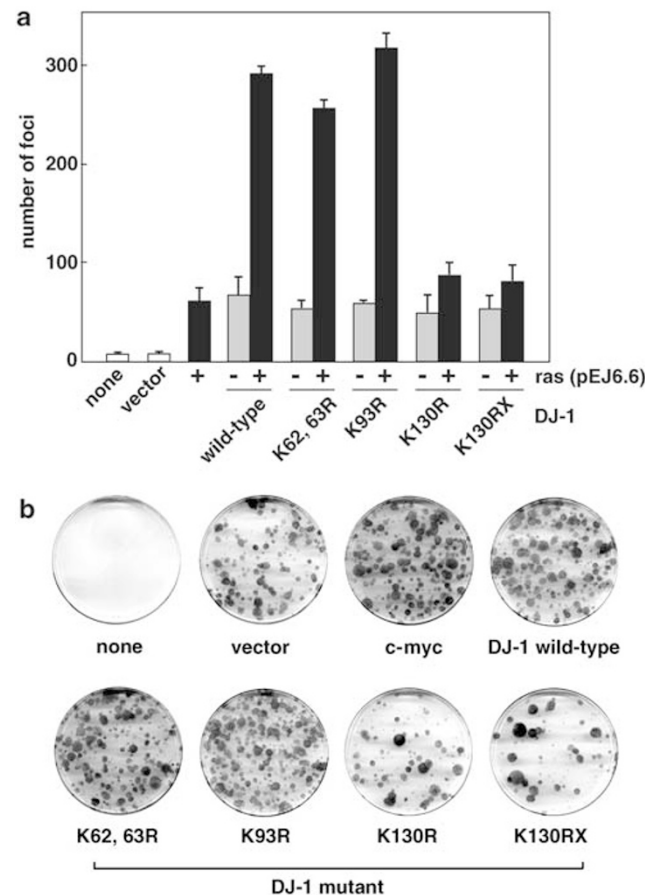 a
number of foci
300
200
100
0
none
vector
+
- +
- +
- +
- +
- +
ras (pEJ6.6)
wild-type
K62, 63R
K93R
K130R
K130RX
DJ-1
b
none
vector
c-myc
DJ-1 wild-type
K62, 63R
K93R
K130R
K130RX
DJ-1 mutant